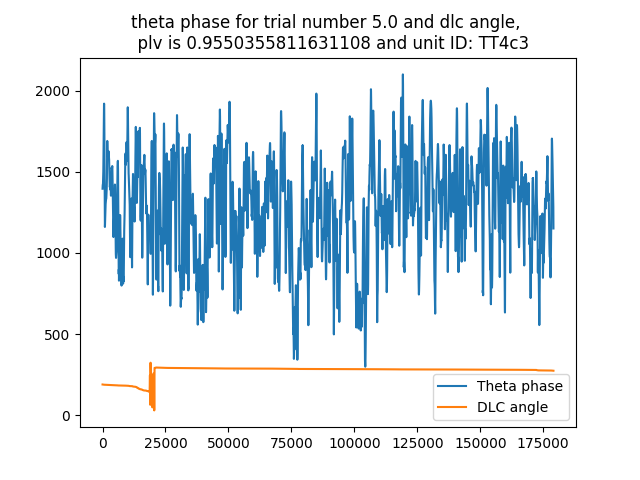 theta phase for trial number 5.0 and dlc angle,
plv is 0.9550355811631108 and unit ID: TT4c3
2000
1500
1000
500
0
Theta phase
DLC angle
0 25000 50000 75000 100000 125000 150000 175000